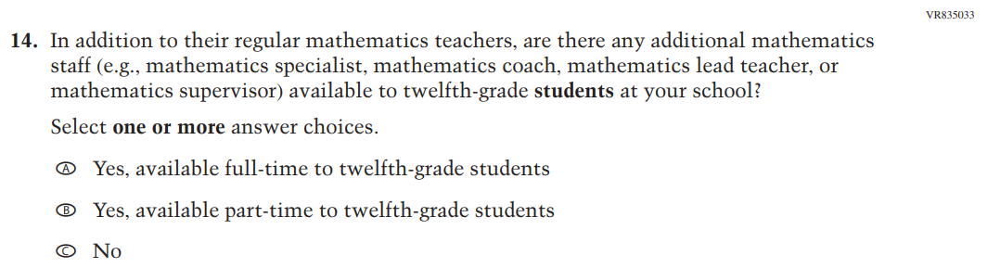 VR835033
14. In addition to their regular mathematics teachers, are there any additional mathematics
staff (e.g., mathematics specialist, mathematics coach, mathematics lead teacher, or
mathematics supervisor) available to twelfth-grade students at your school?
Select one or more answer choices.
A Yes, available full-time to twelfth-grade students
B Yes, available part-time to twelfth-grade students
C No